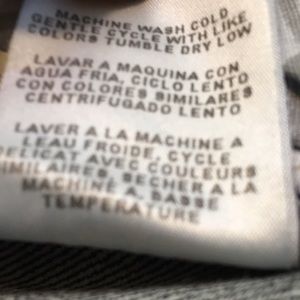 MACHINE WASH COLD
GENTLE CYCLE WITH LIKE
COLORS TUMBLE DRY LOW
LAVAR A MAQUINA CON
AGUA FRIA, CICLO LENTO
CON COLORES SIMILARES
CENTRIFUGADO LENTO
LAVER A LA MACHINE A
LEAU FROIDE, CYCLE
DELICAT AVEC COULEURS
SIMILAIRES, SECHER A LA
MACHINE A, BASSE
TEMPERATURE